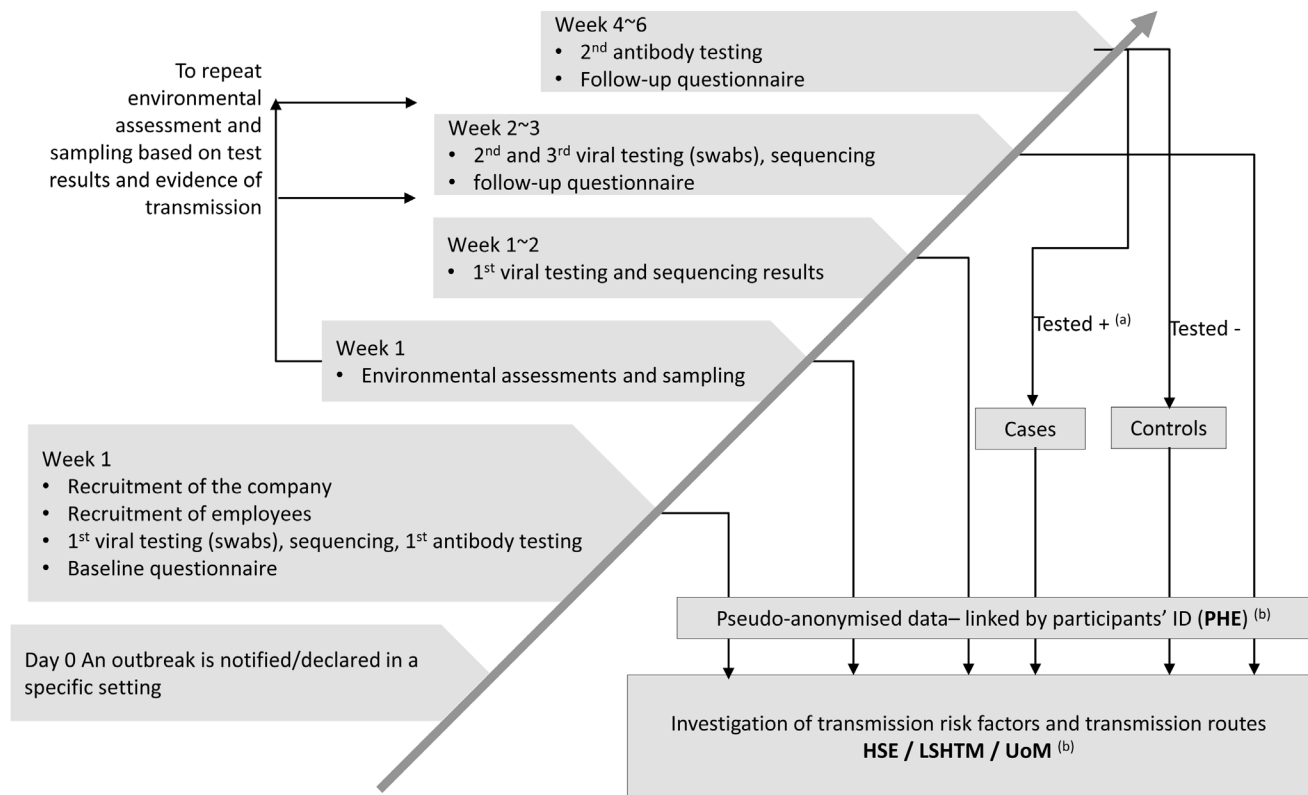 Week 4~6
• 2nd antibody testing
• Follow-up questionnaire
To repeat
environmental
assessment and
sampling based on test
results and evidence of
transmission
Week 2~3
• 2nd and 3rd viral testing (swabs), sequencing
• follow-up questionnaire
Week 1~2
• 1st viral testing and sequencing results
Week 1
• Environmental assessments and sampling
Tested + (a)
Tested -
Cases
Controls
Week 1
• Recruitment of the company
• Recruitment of employees
• 1st viral testing (swabs), sequencing, 1st antibody testing
• Baseline questionnaire
Pseudo-anonymised data– linked by participants’ ID (PHE) (b)
Day 0 An outbreak is notified/declared in a
specific setting
Investigation of transmission risk factors and transmission routes
HSE / LSHTM / UoM (b)